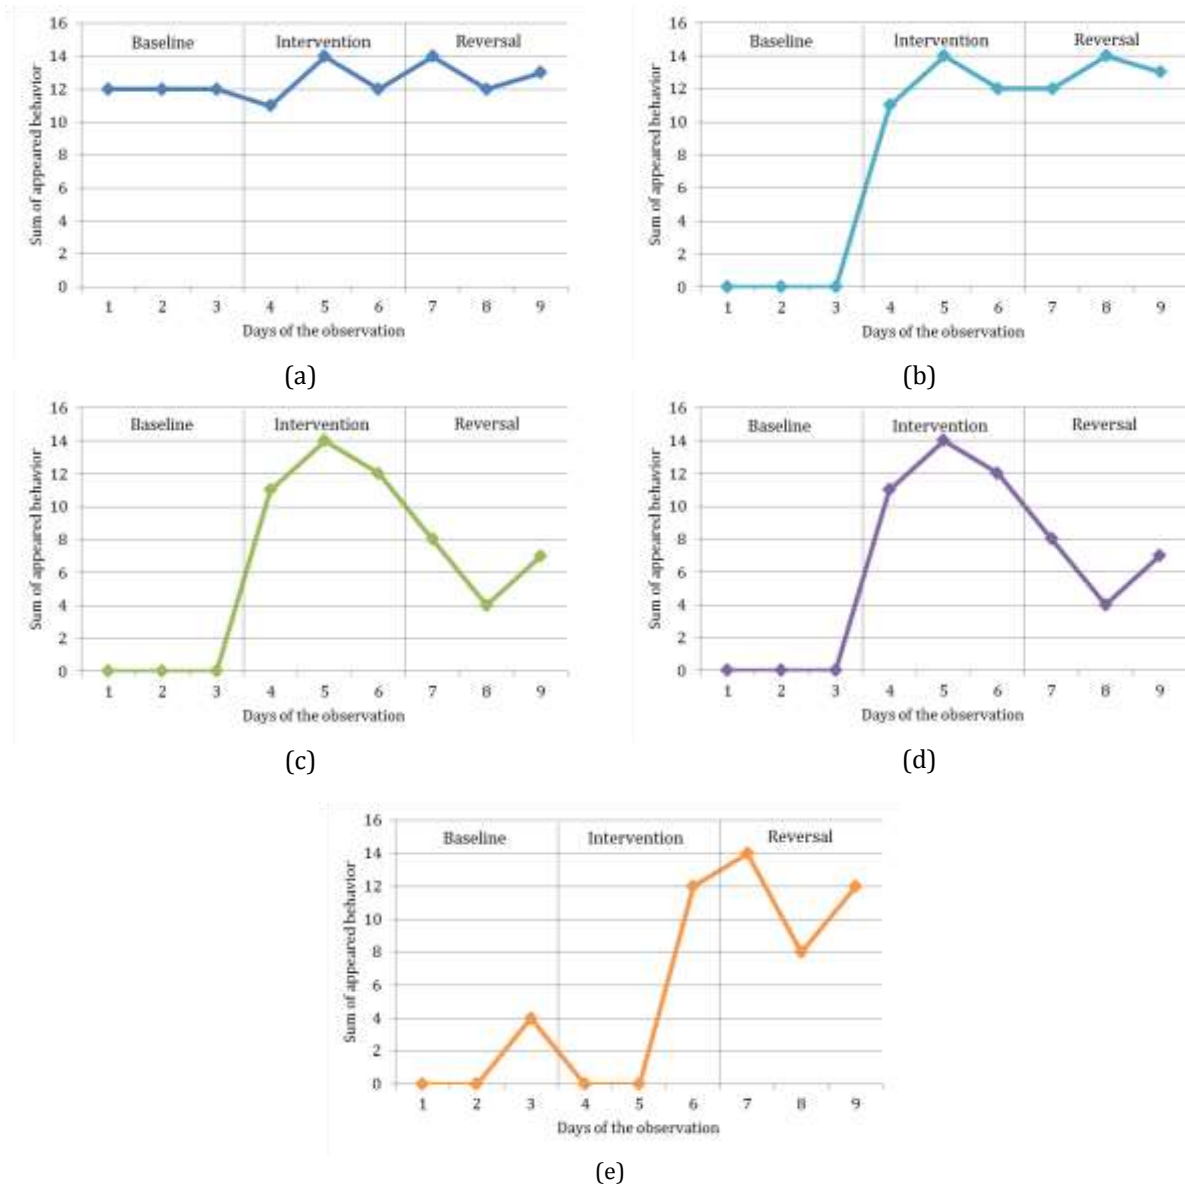 16
14
12
10
8
6
4
2
0
Baseline Intervention Reversal
Sum of appeared behavior
1 2 3 4 5 6 7 8 9
Days of the observation
(a)
16
14
12
10
8
6
4
2
0
Baseline Intervention Reversal
Sum of appeared behavior
1 2 3 4 5 6 7 8 9
Days of the observation
(b)
16
14
12
10
8
6
4
2
0
Baseline Intervention Reversal
Sum of appeared behavior
1 2 3 4 5 6 7 8 9
Days of the observation
(c)
16
14
12
10
8
6
4
2
0
Baseline Intervention Reversal
Sum of appeared behavior
1 2 3 4 5 6 7 8 9
Days of the observation
(d)
16
14
12
10
8
6
4
2
0
Baseline Intervention Reversal
Sum of appeared behavior
1 2 3 4 5 6 7 8 9
Days of the observation
(e)